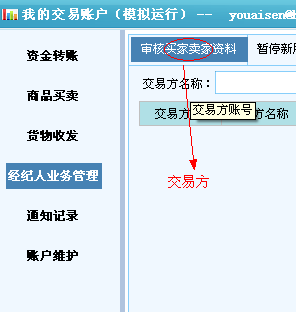 我的交易账户（模拟运行）-- youaisen@
资金转账
商品买卖
货物收发
经纪人业务管理
通知记录
账户维护
审核买家卖家资料 暂停新
交易方名称：
交易方 方名称
交易方账号
交易方